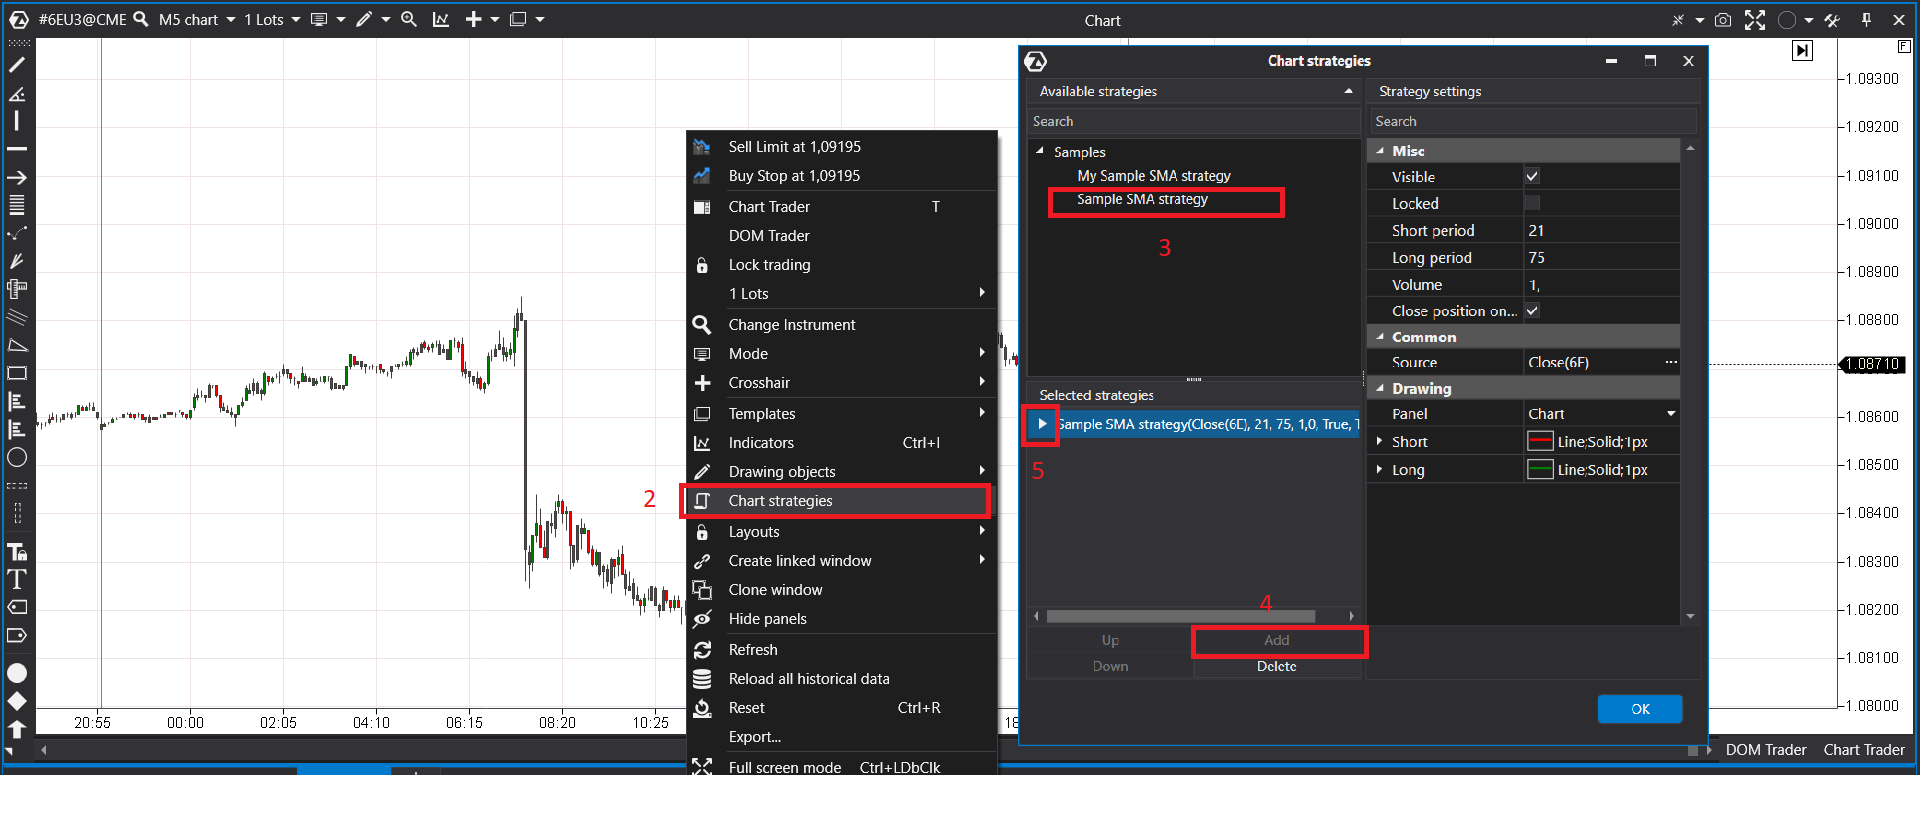 #6EU3@CME M5 chart 1 Lots Chart
F
Sell Limit at 1,09195
Buy Stop at 1,09195
Chart Trader T
DOM Trader
Lock trading
1 Lots
Change Instrument
Mode
Crosshair
Templates
Indicators Ctrl+I
Drawing objects
2 Chart strategies
Layouts
Create linked window
Clone window
Hide panels
Refresh
Reload all historical data
Reset Ctrl+R
Export...
Full screen mode Ctrl+LDbClk
Chart strategies
Available strategies
Search
Samples
My Sample SMA strategy
Sample SMA strategy
3
Selected strategies
Sample SMA strategy(Close(6E), 21, 75, 1,0, True, T
5
4
Up Add
Down Delete
Strategy settings
Search
Misc
Visible
Locked
Short period 21
Long period 75
Volume 1,
Close position on...
Common
Source Close(6E) ...
Drawing
Panel Chart
Short Line;Solid;1px
Long Line;Solid;1px
OK
1.09300
1.09200
1.09100
1.09000
1.08900
1.08800
1.08710
1.08600
1.08500
1.08400
1.08300
1.08200
1.08100
1.08000
20:55 00:00 02:05 04:10 06:15 08:20 10:25 18
DOM Trader Chart Trader